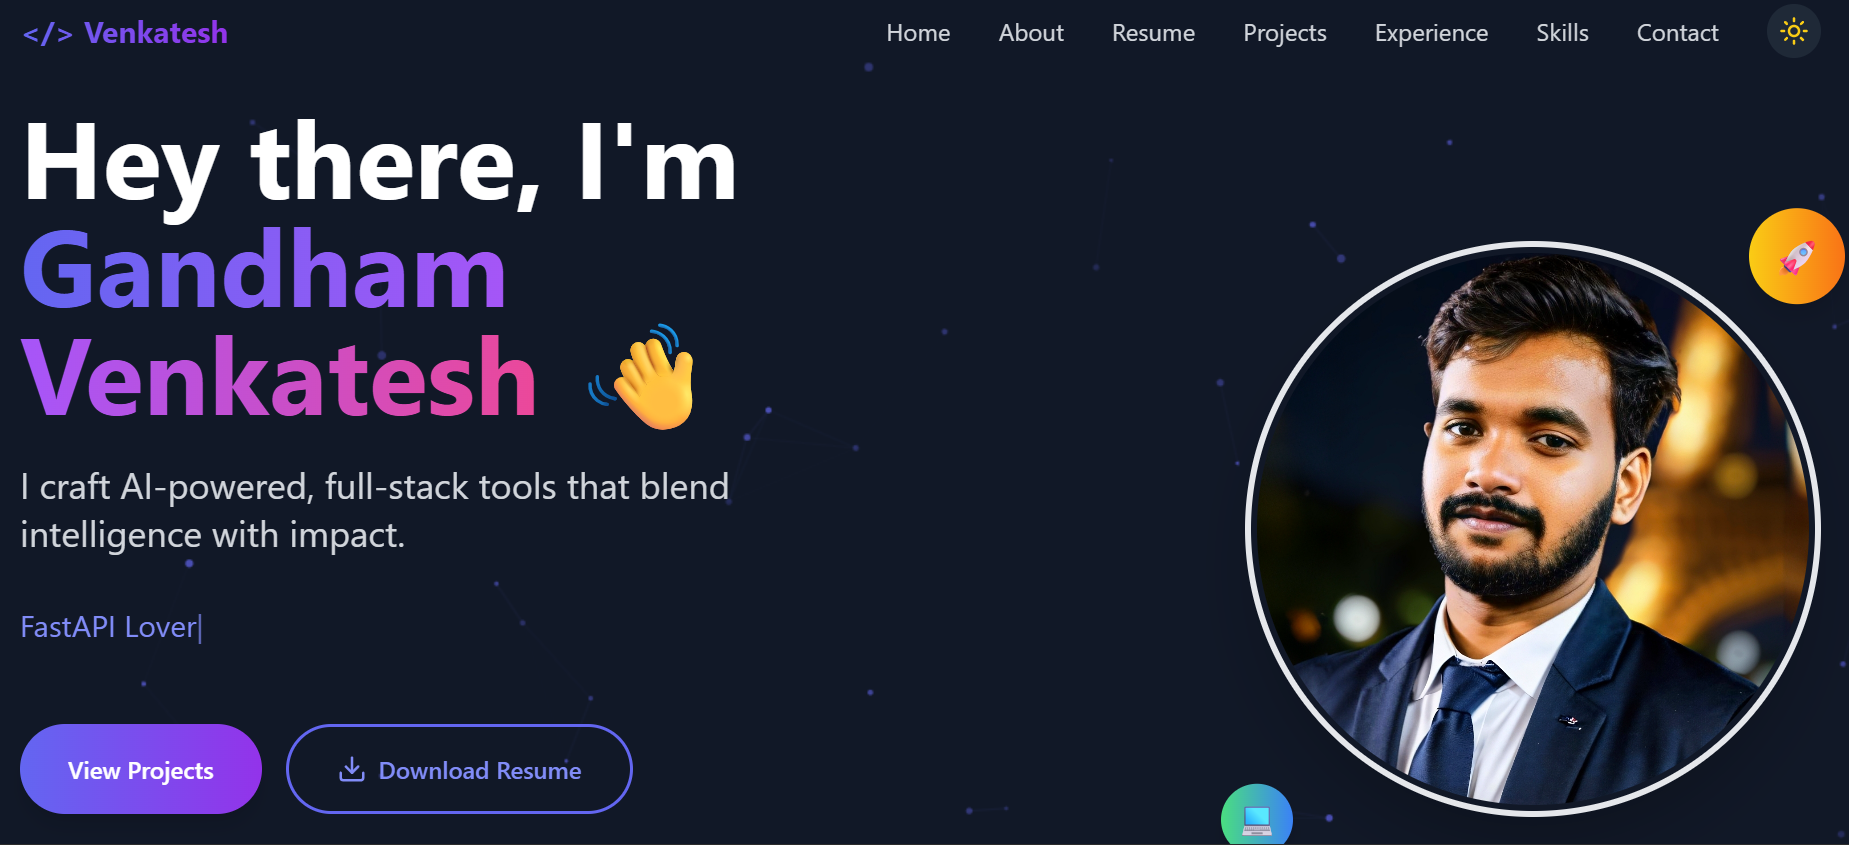 </> Venkatesh
Home About Resume Projects Experience Skills Contact
Hey there, I'm
Gandham
Venkatesh 👋
I craft AI-powered, full-stack tools that blend
intelligence with impact.
FastAPI Lover|
View Projects
Download Resume